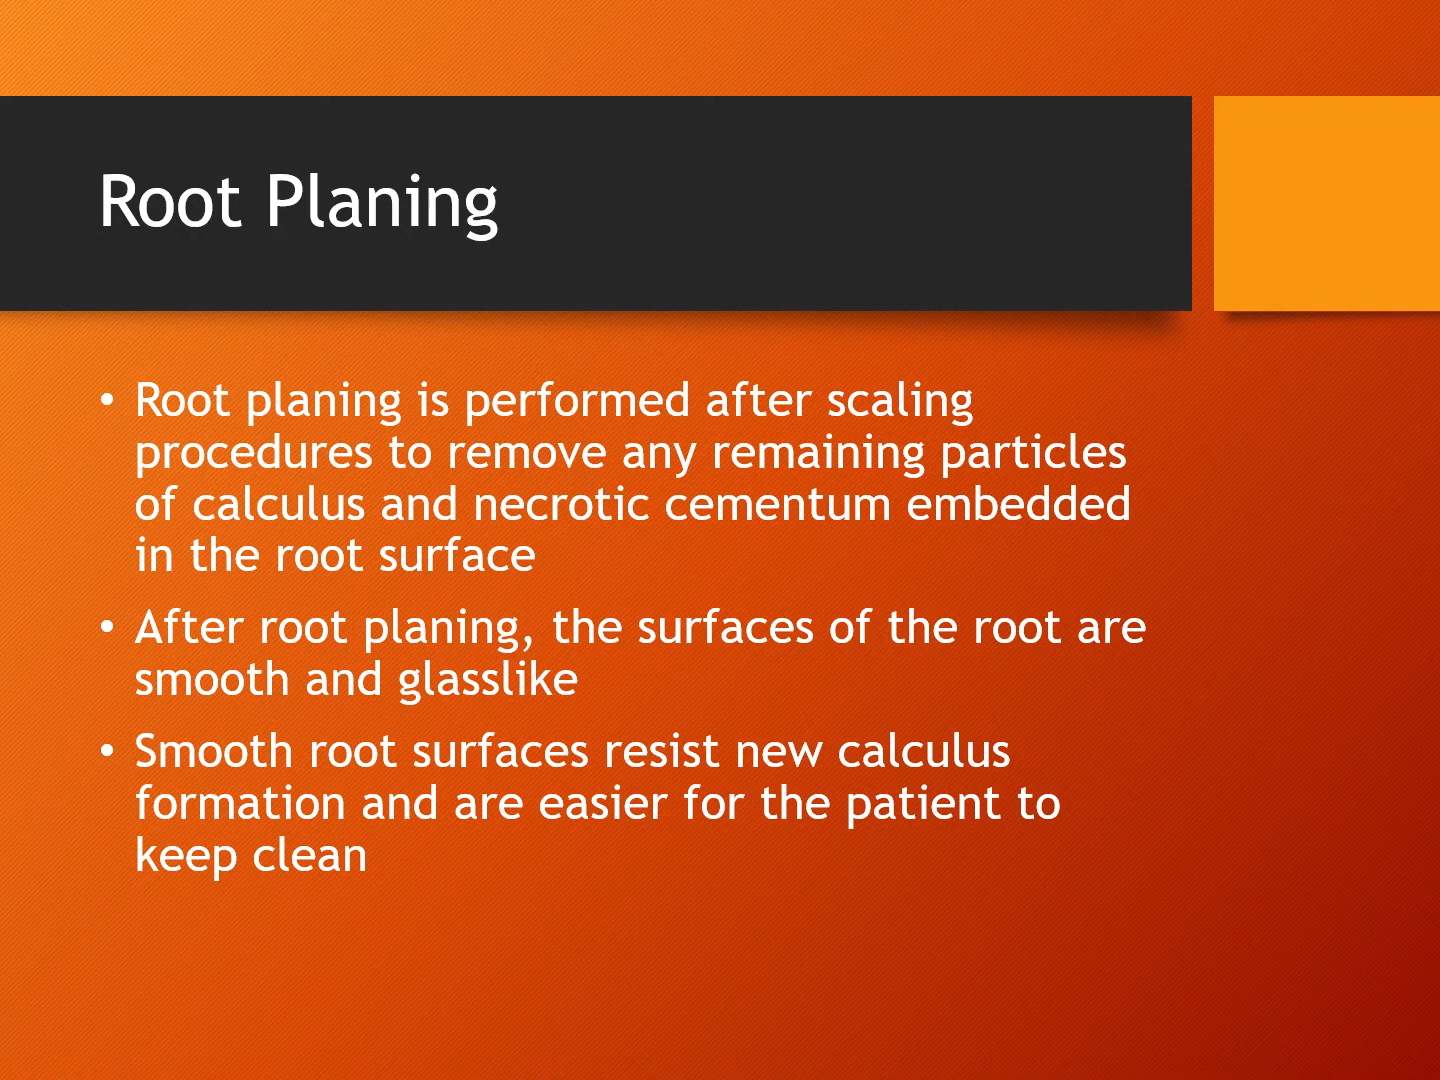 Root Planing
• Root planing is performed after scaling
procedures to remove any remaining particles
of calculus and necrotic cementum embedded
in the root surface
• After root planing, the surfaces of the root are
smooth and glasslike
• Smooth root surfaces resist new calculus
formation and are easier for the patient to
keep clean